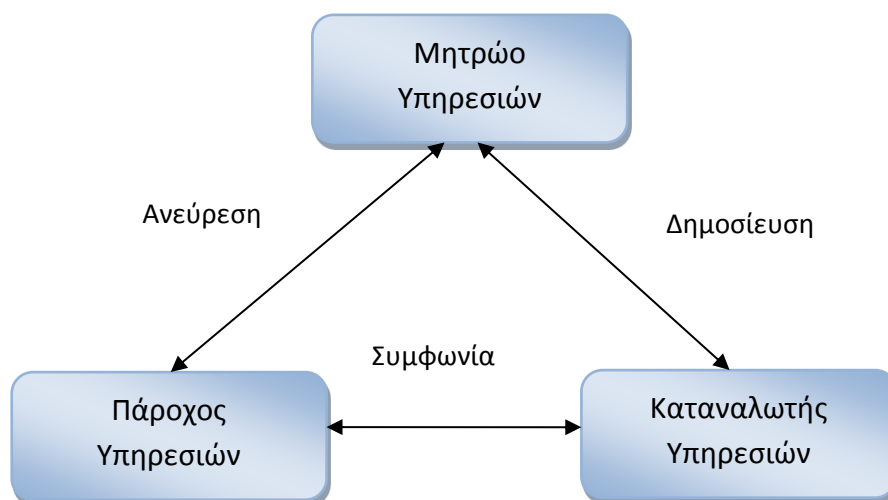 Μητρώο
Υπηρεσιών
Ανεύρεση
Δημοσίευση
Συμφωνία
Πάροχος
Υπηρεσιών
Καταναλωτής
Υπηρεσιών